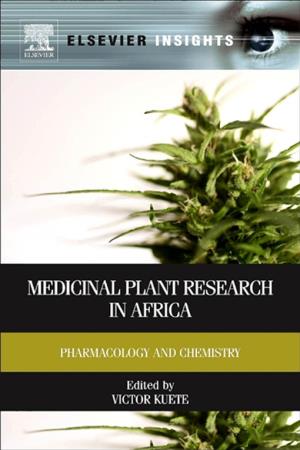 ELSEVIER INSIGHTS
ELSEVIER
MEDICINAL PLANT RESEARCH
IN AFRICA
PHARMACOLOGY AND CHEMISTRY
Edited by
VICTOR KUETE